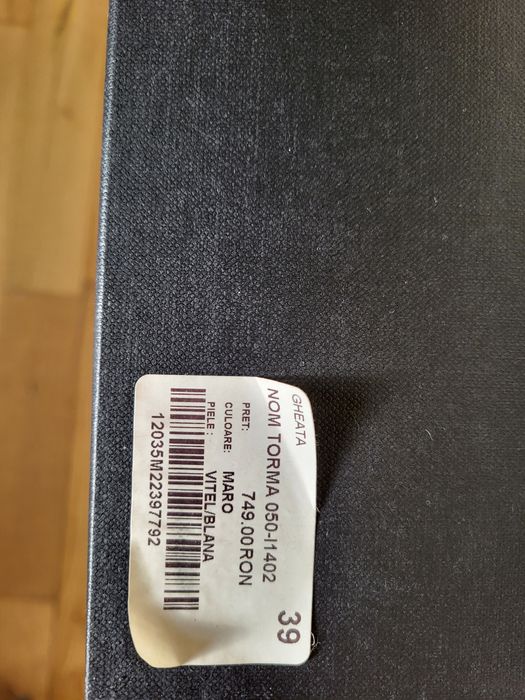 GHEATA
NOM TORMA 050-I1402 39
PRET: 749.00RON
CULOARE: MARO
PIELE: VITEL/BLANA
12035M22397792